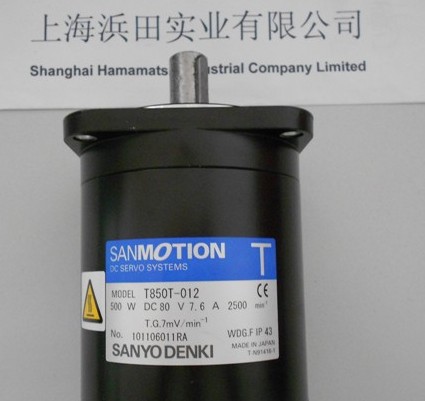 上海浜田实业有限公司
Shanghai Hamamats ndustrial Company Limited
SANMOTION T
DC SERVO SYSTEMS
MODEL T850T-012 CE
500 W DC 80 V 7.6 A 2500 min⁻¹
T.G.7mV/min⁻¹
No. 101106011RA WDG.F IP 43
SANYO DENKI MADE IN JAPAN